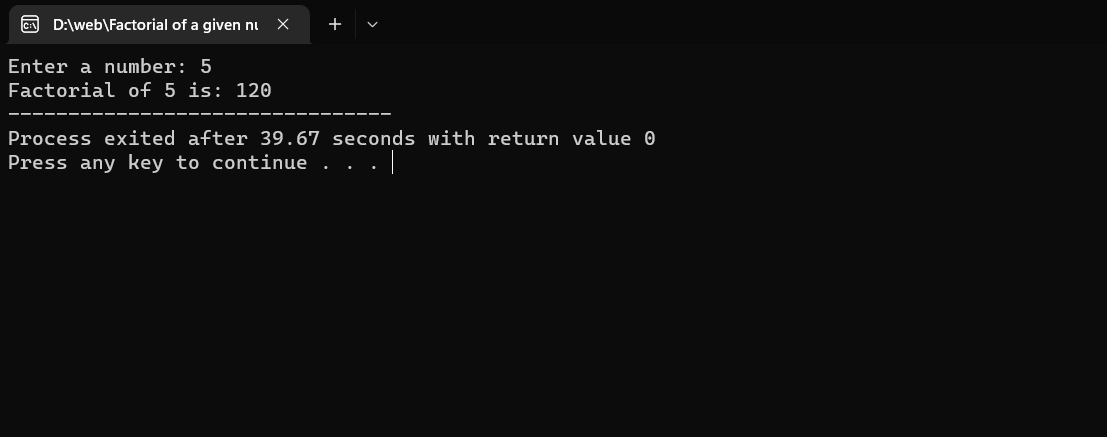 D:\web\Factorial of a given nu
Enter a number: 5
Factorial of 5 is: 120
--------------------------------
Process exited after 39.67 seconds with return value 0
Press any key to continue . . .